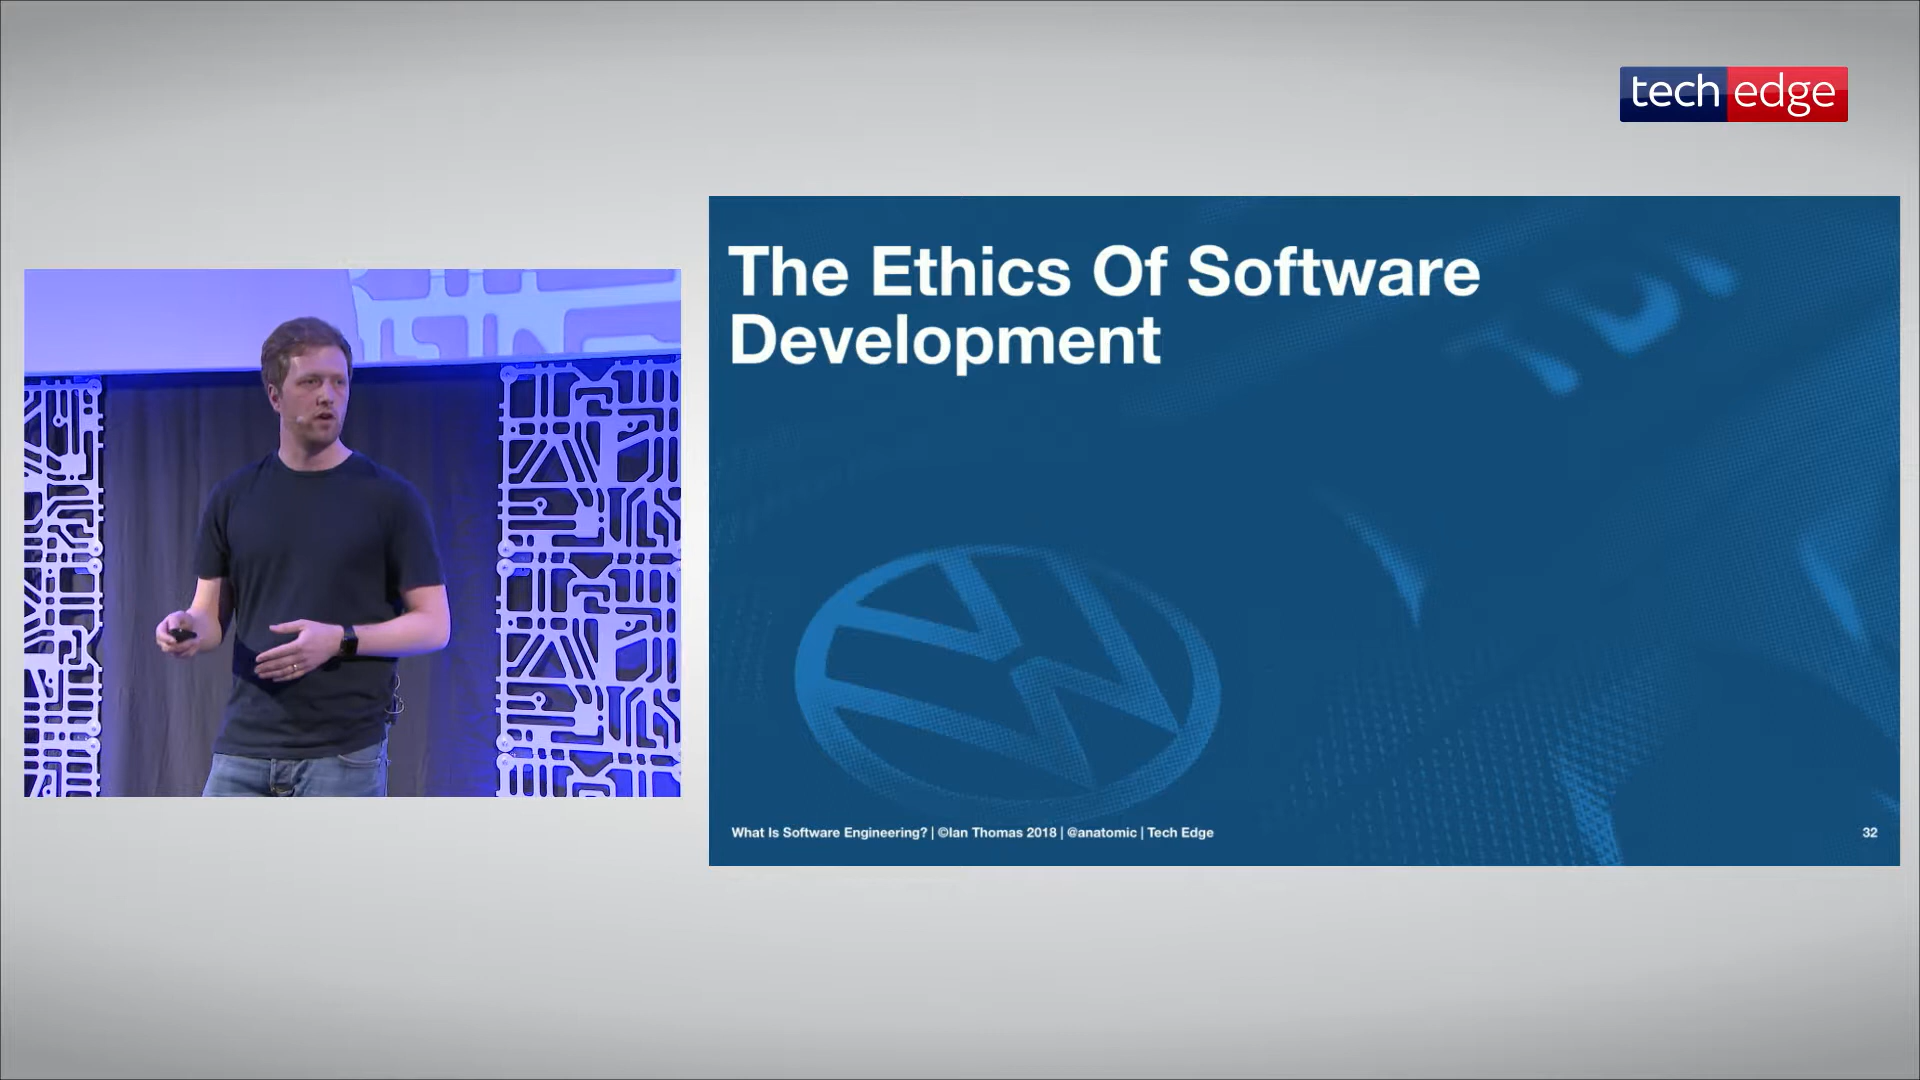 tech edge
The Ethics Of Software
Development
What Is Software Engineering? | ©Ian Thomas 2018 | @anatomic | Tech Edge
32